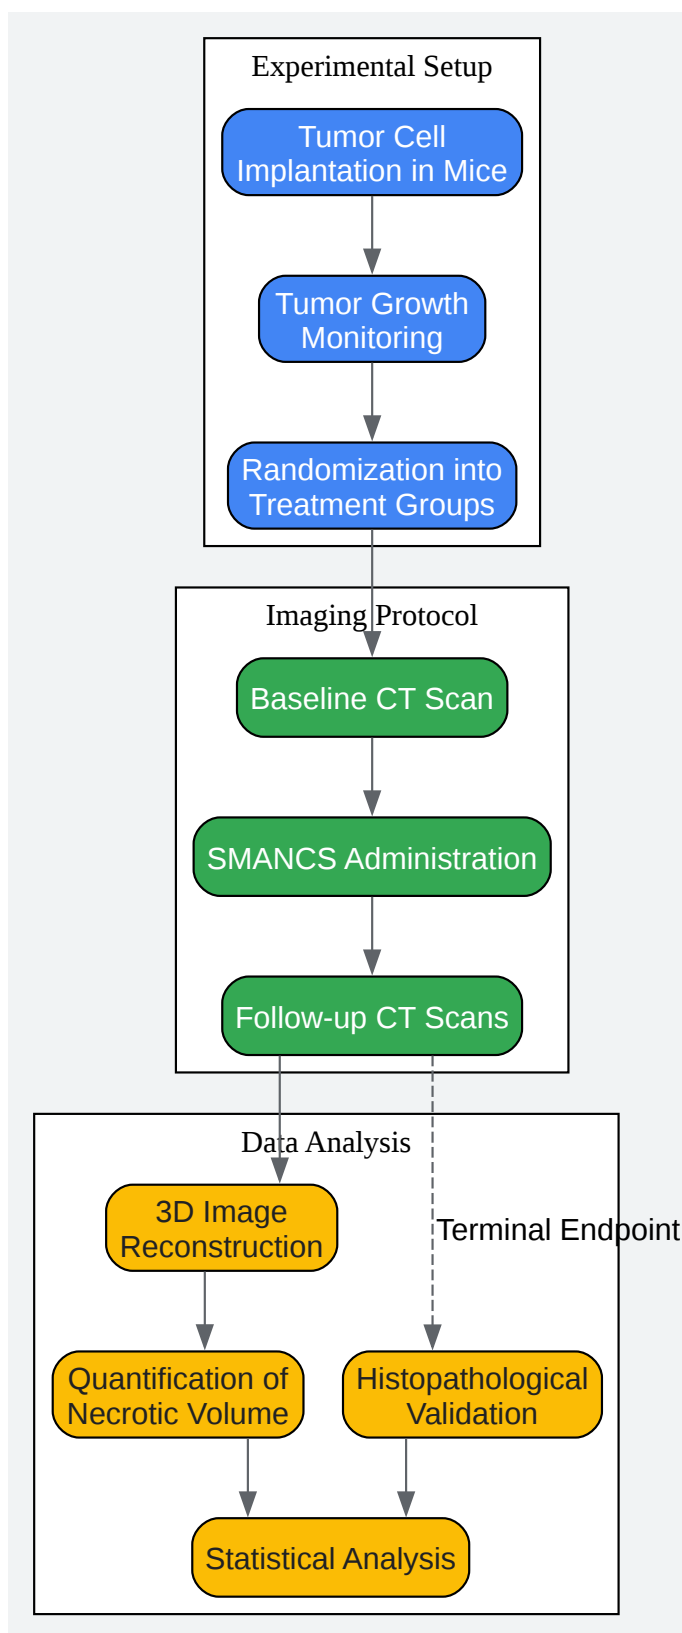 Experimental Setup
Tumor Cell
Implantation in Mice
Tumor Growth
Monitoring
Randomization into
Treatment Groups
Imaging Protocol
Baseline CT Scan
SMANCS Administration
Follow-up CT Scans
Data Analysis
3D Image
Reconstruction
Terminal Endpoint
Quantification of
Necrotic Volume
Histopathological
Validation
Statistical Analysis